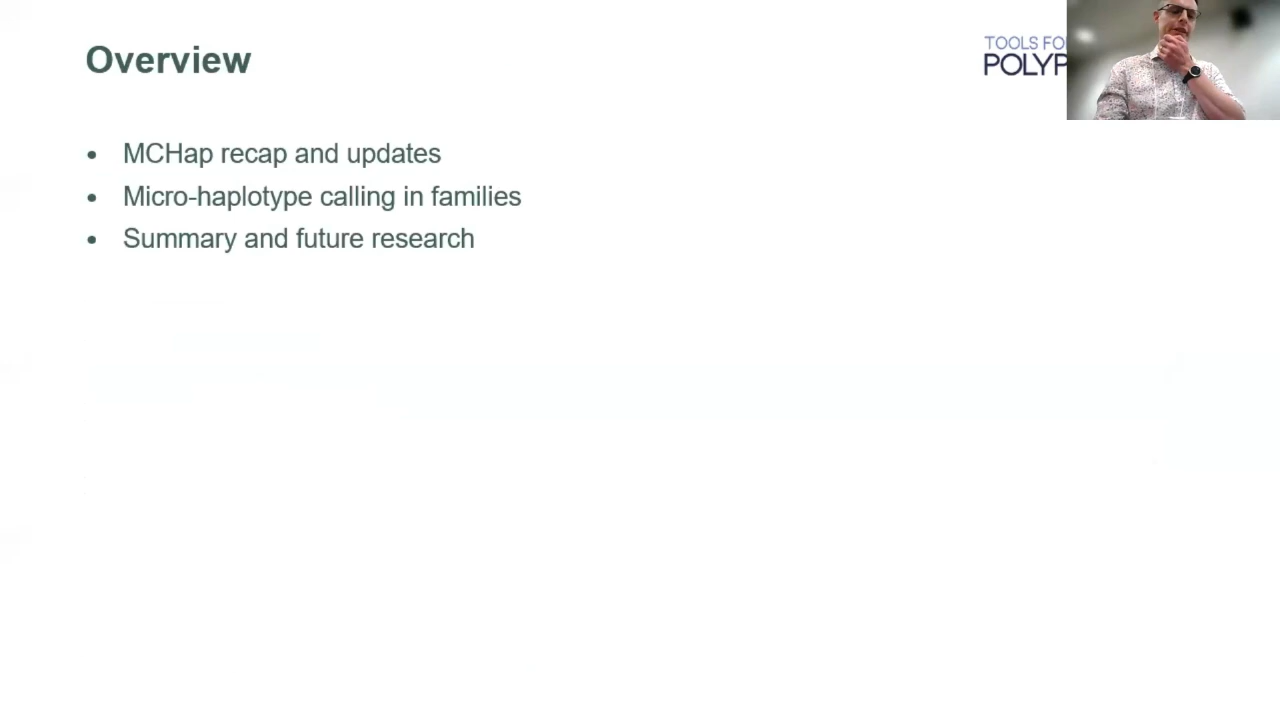 Overview
TOOLS FO
POLYP
• MCHap recap and updates
• Micro-haplotype calling in families
• Summary and future research